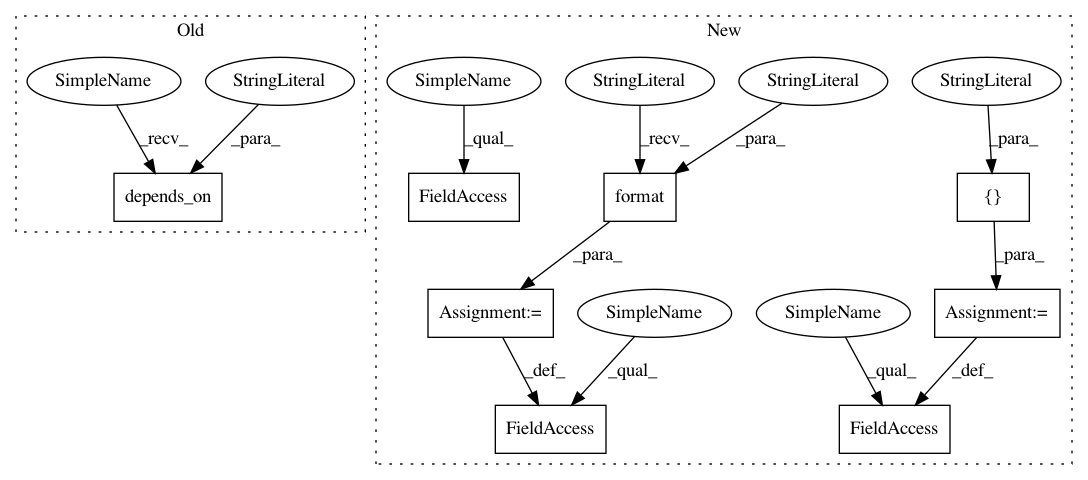 Old
New
SimpleName
StringLiteral
SimpleName
StringLiteral
StringLiteral
StringLiteral
_recv_
_para_
_qual_
_recv_
_para_
_para_
depends_on
FieldAccess
format
{}
_para_
_para_
Assignment:=
SimpleName
SimpleName
Assignment:=
_def_
_qual_
_qual_
_def_
FieldAccess
FieldAccess